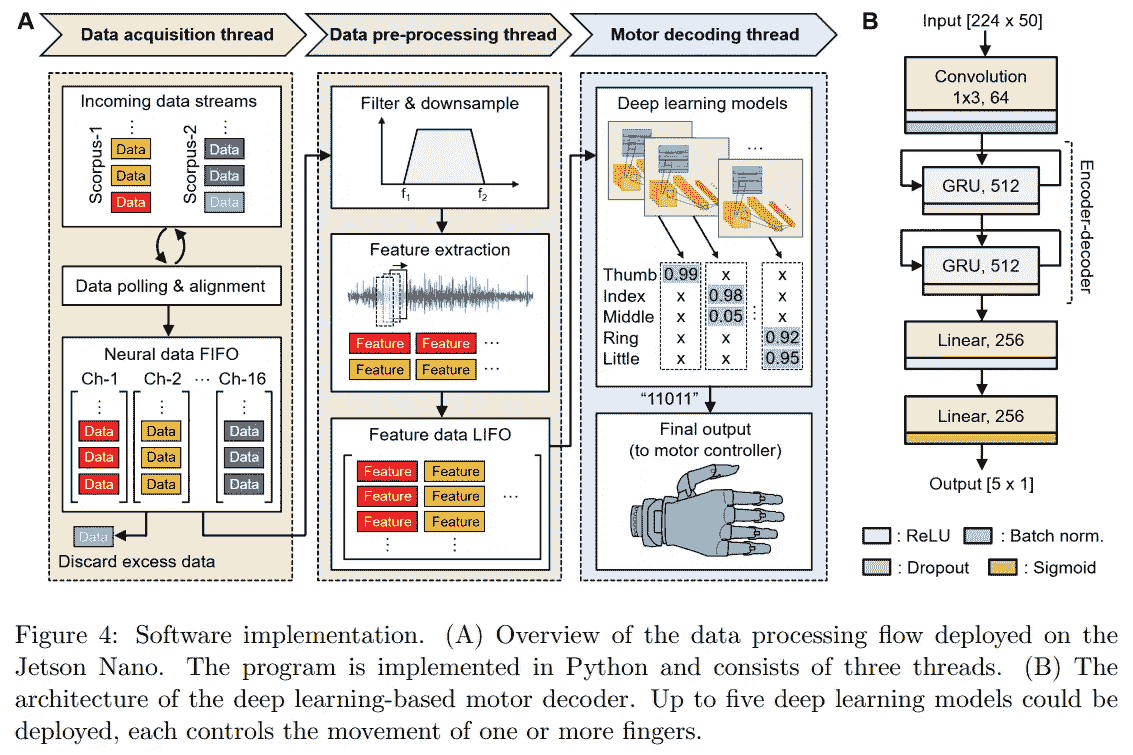 A
Data acquisition thread
Data pre-processing thread
Motor decoding thread
Incoming data streams
Scorpus-1
Scorpus-2
⋮
⋮
Data
Data
Data
Data
Data
Data
Data polling & alignment
Neural data FIFO
Ch-1
Ch-2
⋯
Ch-16
Data
Data
Data
Data
Data
Data
Data
Data
Data
⋮
⋮
⋮
Data
Discard excess data
Filter & downsample
f1
f2
Feature extraction
Feature
Feature
⋯
Feature
Feature
⋯
Feature data LIFO
Feature
Feature
Feature
Feature
⋯
Feature
Feature
⋮
⋮
Deep learning models
⋯
Thumb 0.99 x x
Index x 0.98 x
Middle x 0.05 : x
Ring x x 0.92
Little x x 0.95
“11011”
Final output
(to motor controller)
B
Input [224 x 50]
Convolution
1x3, 64
GRU, 512
GRU, 512
Encoder-decoder
Linear, 256
Linear, 256
Output [5 x 1]
: ReLU
: Batch norm.
: Dropout
: Sigmoid
Figure 4: Software implementation. (A) Overview of the data processing flow deployed on the
Jetson Nano. The program is implemented in Python and consists of three threads. (B) The
architecture of the deep learning-based motor decoder. Up to five deep learning models could be
deployed, each controls the movement of one or more fingers.